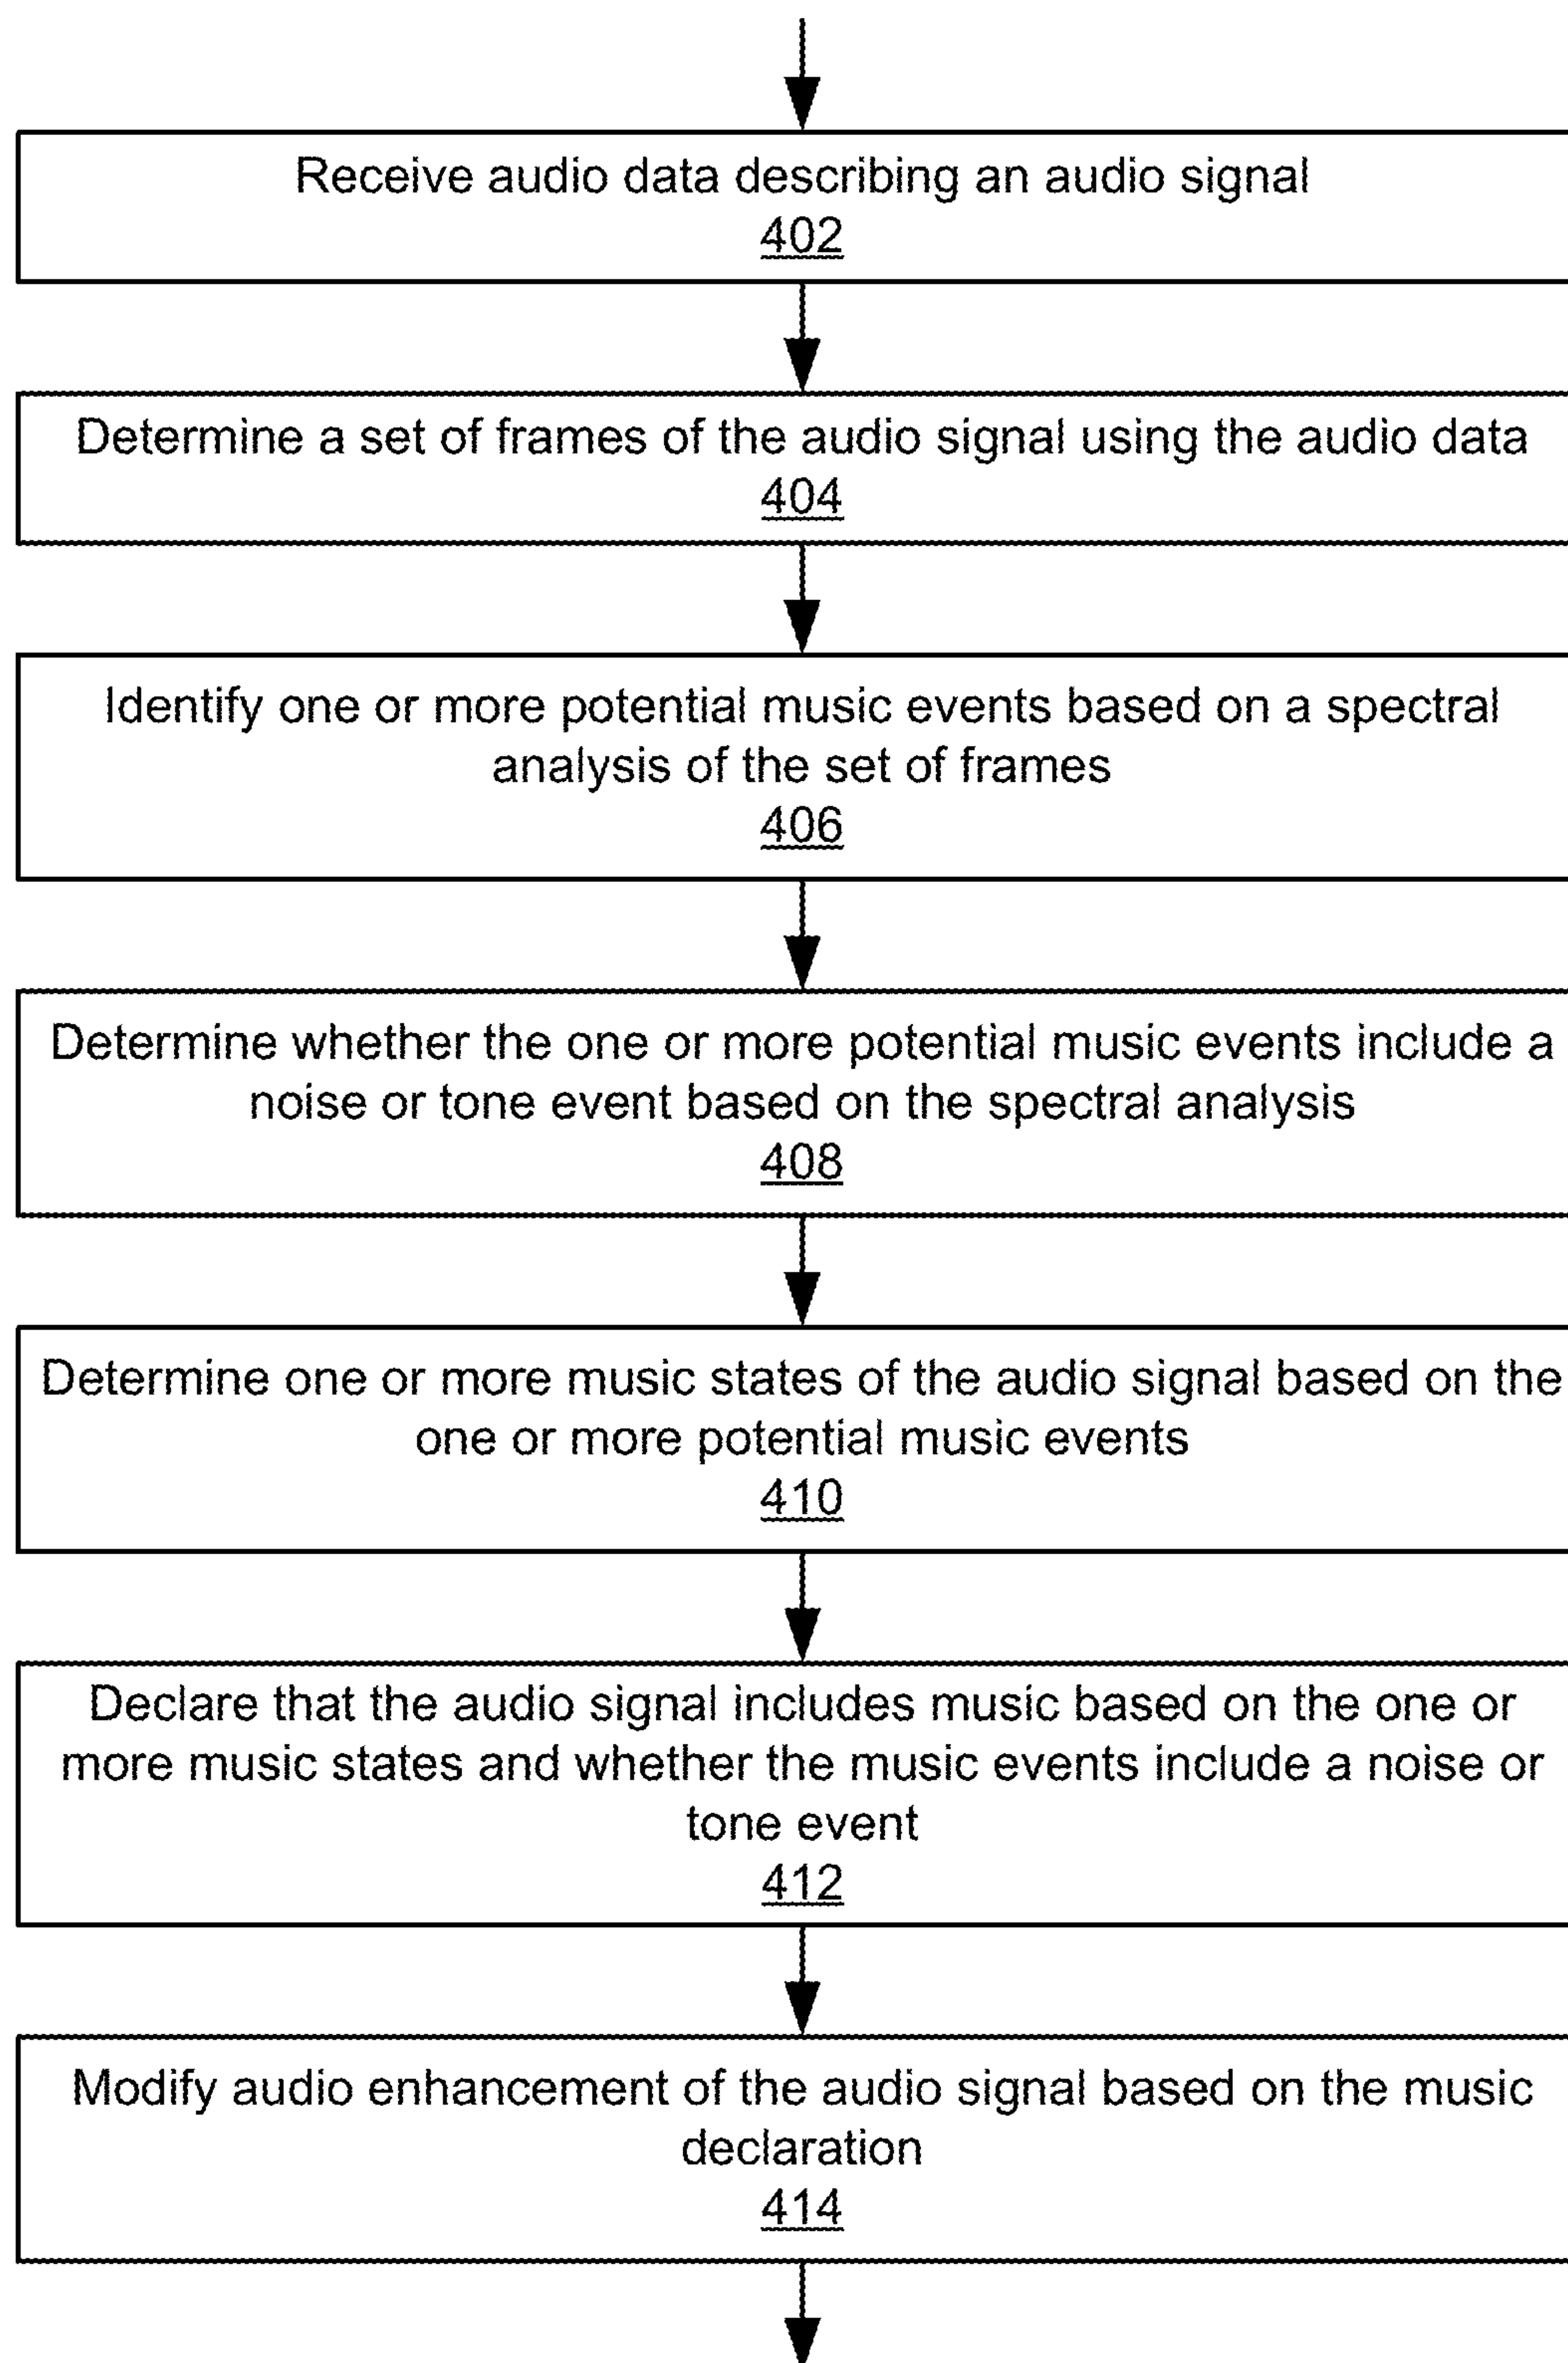 Receive audio data describing an audio signal
402
Determine a set of frames of the audio signal using the audio data
404
Identify one or more potential music events based on a spectral
analysis of the set of frames
406
Determine whether the one or more potential music events include a
noise or tone event based on the spectral analysis
408
Determine one or more music states of the audio signal based on the
one or more potential music events
410
Declare that the audio signal includes music based on the one or
more music states and whether the music events include a noise or
tone event
412
Modify audio enhancement of the audio signal based on the music
declaration
414